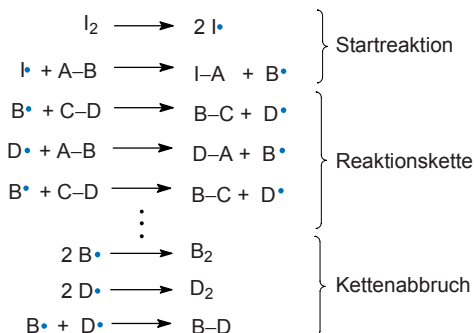 I₂ ⟶ 2 I•
Startreaktion
I• + A–B ⟶ I–A + B•
B• + C–D ⟶ B–C + D•
D• + A–B ⟶ D–A + B•
Reaktionskette
B• + C–D ⟶ B–C + D•
⋮
2 B• ⟶ B₂
2 D• ⟶ D₂
Kettenabbruch
B• + D• ⟶ B–D